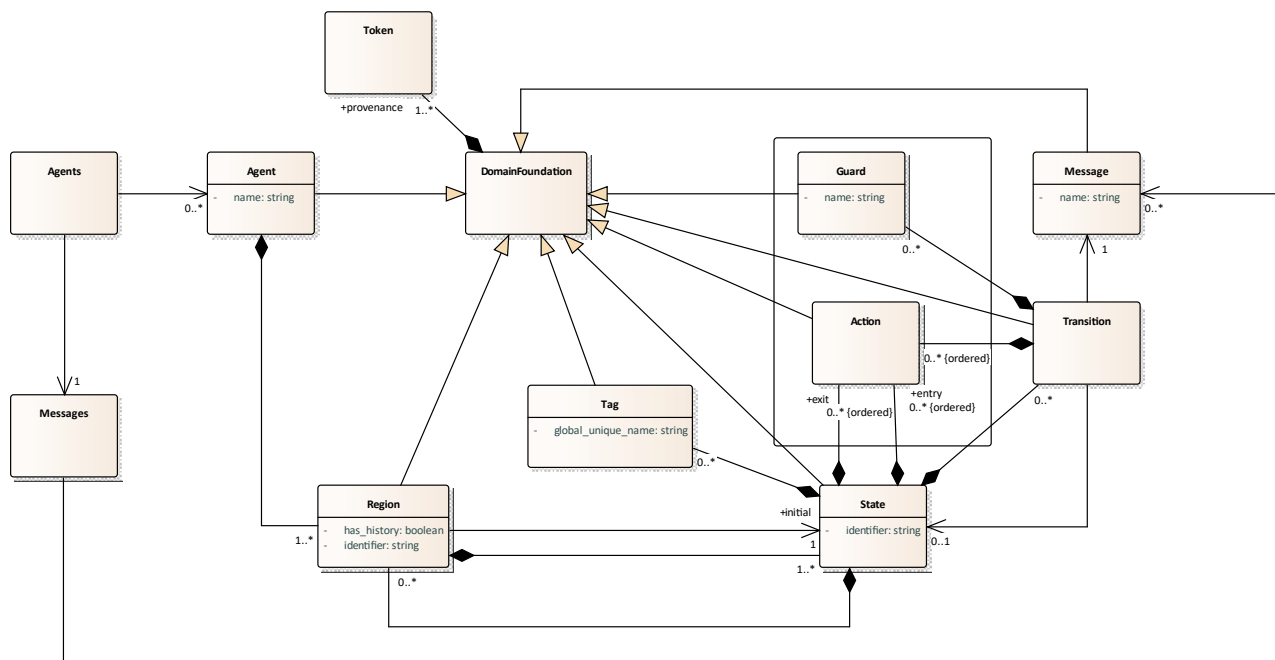 Token
+provenance 1..*
Agents
0..*
Agent
- name: string
DomainFoundation
Guard
- name: string
0..*
Message
- name: string
0..*
1
Action
0..* {ordered}
Transition
0..*
+exit
0..* {ordered}
+entry
0..* {ordered}
1
Messages
Tag
- global_unique_name: string
0..*
Region
- has_history: boolean
- identifier: string
1..*
0..*
+initial
1
1..*
State
- identifier: string
0..1